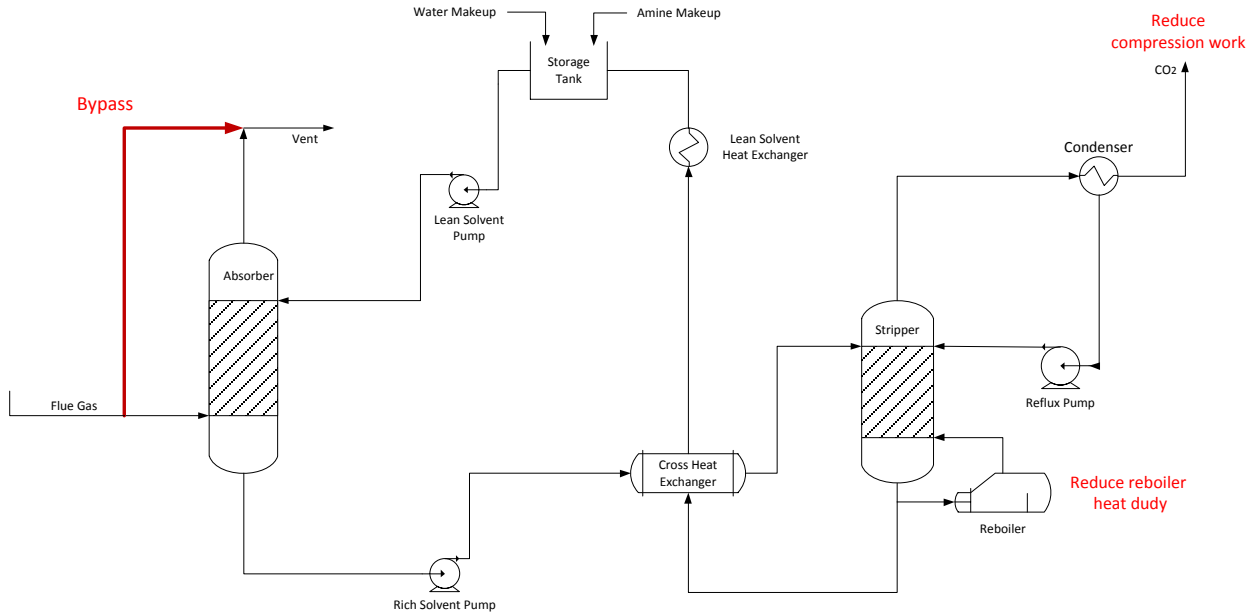 Water Makeup
Amine Makeup
Reduce
compression work
CO2
Storage
Tank
Bypass
Vent
Lean Solvent
Heat Exchanger
Condenser
Lean Solvent
Pump
Absorber
Stripper
Flue Gas
Reflux Pump
Cross Heat
Exchanger
Reduce reboiler
heat dudy
Reboiler
Rich Solvent Pump